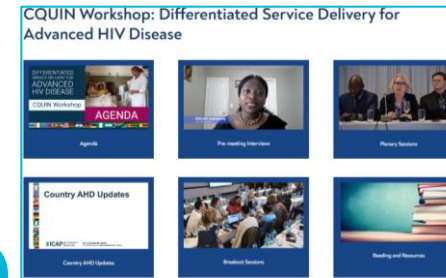 CQUIN Workshop: Differentiated Service Delivery for
Advanced HIV Disease
DIFFERENTIATED
SERVICE DELIVERY FOR
ADVANCED
HIV DISEASE
CQUIN Workshop
AGENDA
Agenda
Pre-meeting Interviews
Plenary Sessions
Country AHD Updates
ICAP
Country AHD Updates
Breakout Sessions
Reading and Resources